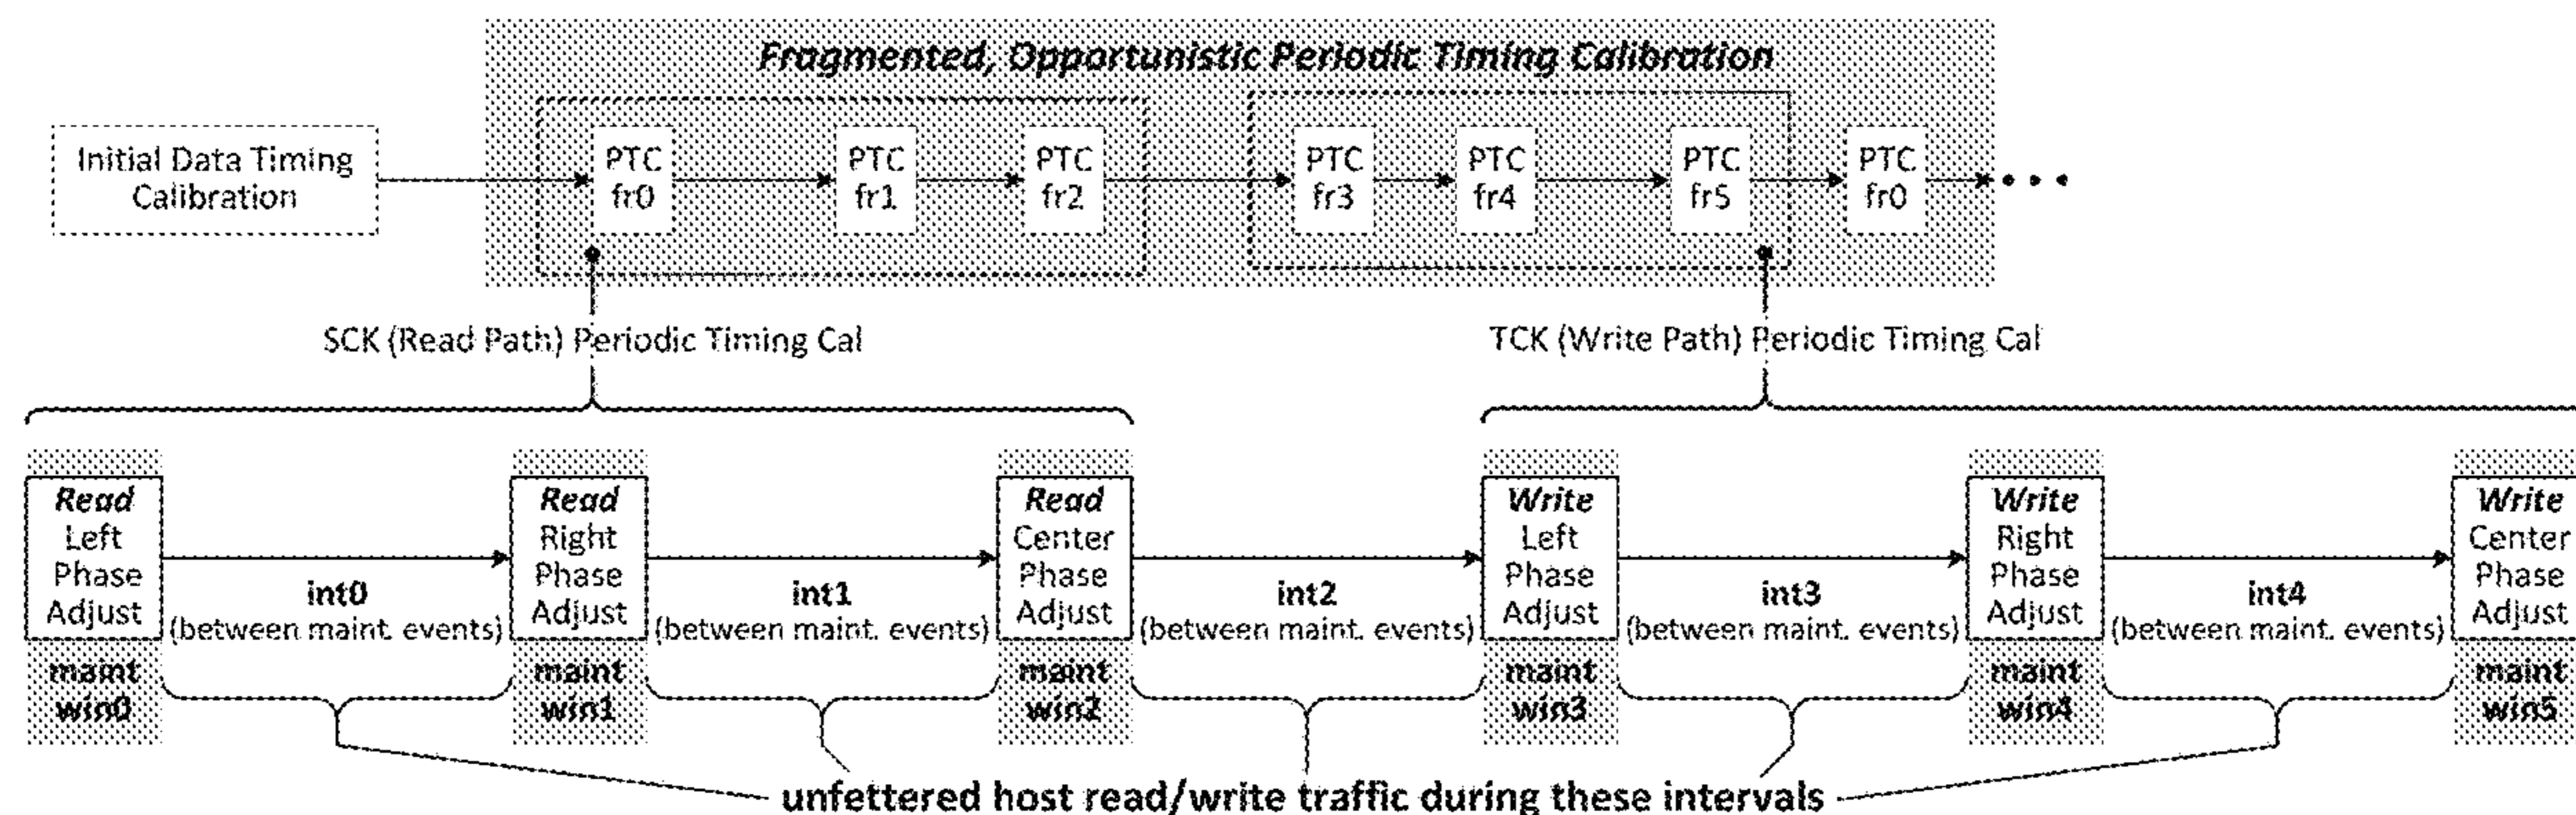 Fragmented, Opportunistic Periodic Timing Calibration
Initial Data Timing
Calibration
PTC
fr0
PTC
fr1
PTC
fr2
PTC
fr3
PTC
fr4
PTC
fr5
PTC
fr0
SCK (Read Path) Periodic Timing Cal
TCK (Write Path) Periodic Timing Cal
Read
Left
Phase
Adjust
maint
win0
int0
(between maint. events)
Read
Right
Phase
Adjust
maint
win1
int1
(between maint. events)
Read
Center
Phase
Adjust
maint
win2
int2
(between maint. events)
Write
Left
Phase
Adjust
maint
win3
int3
(between maint. events)
Write
Right
Phase
Adjust
maint
win4
int4
(between maint. events)
Write
Center
Phase
Adjust
maint
win5
unfettered host read/write traffic during these intervals